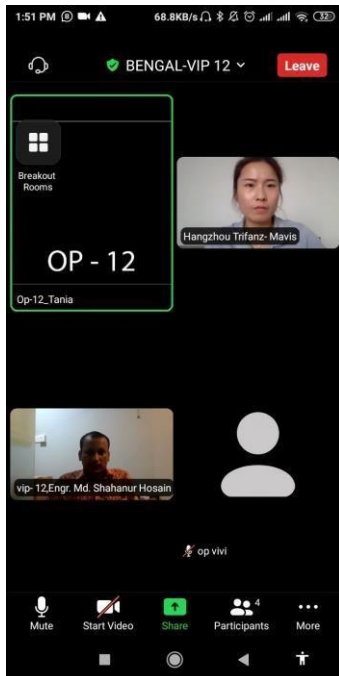 1:51 PM
68.8KB/s
32
BENGAL-VIP 12
Leave
Breakout
Rooms
OP - 12
Op-12_Tania
Hangzhou Trifanz- Mavis
vip- 12,Engr. Md. Shahanur Hosain
op vivi
4
Mute
Start Video
Share
Participants
More